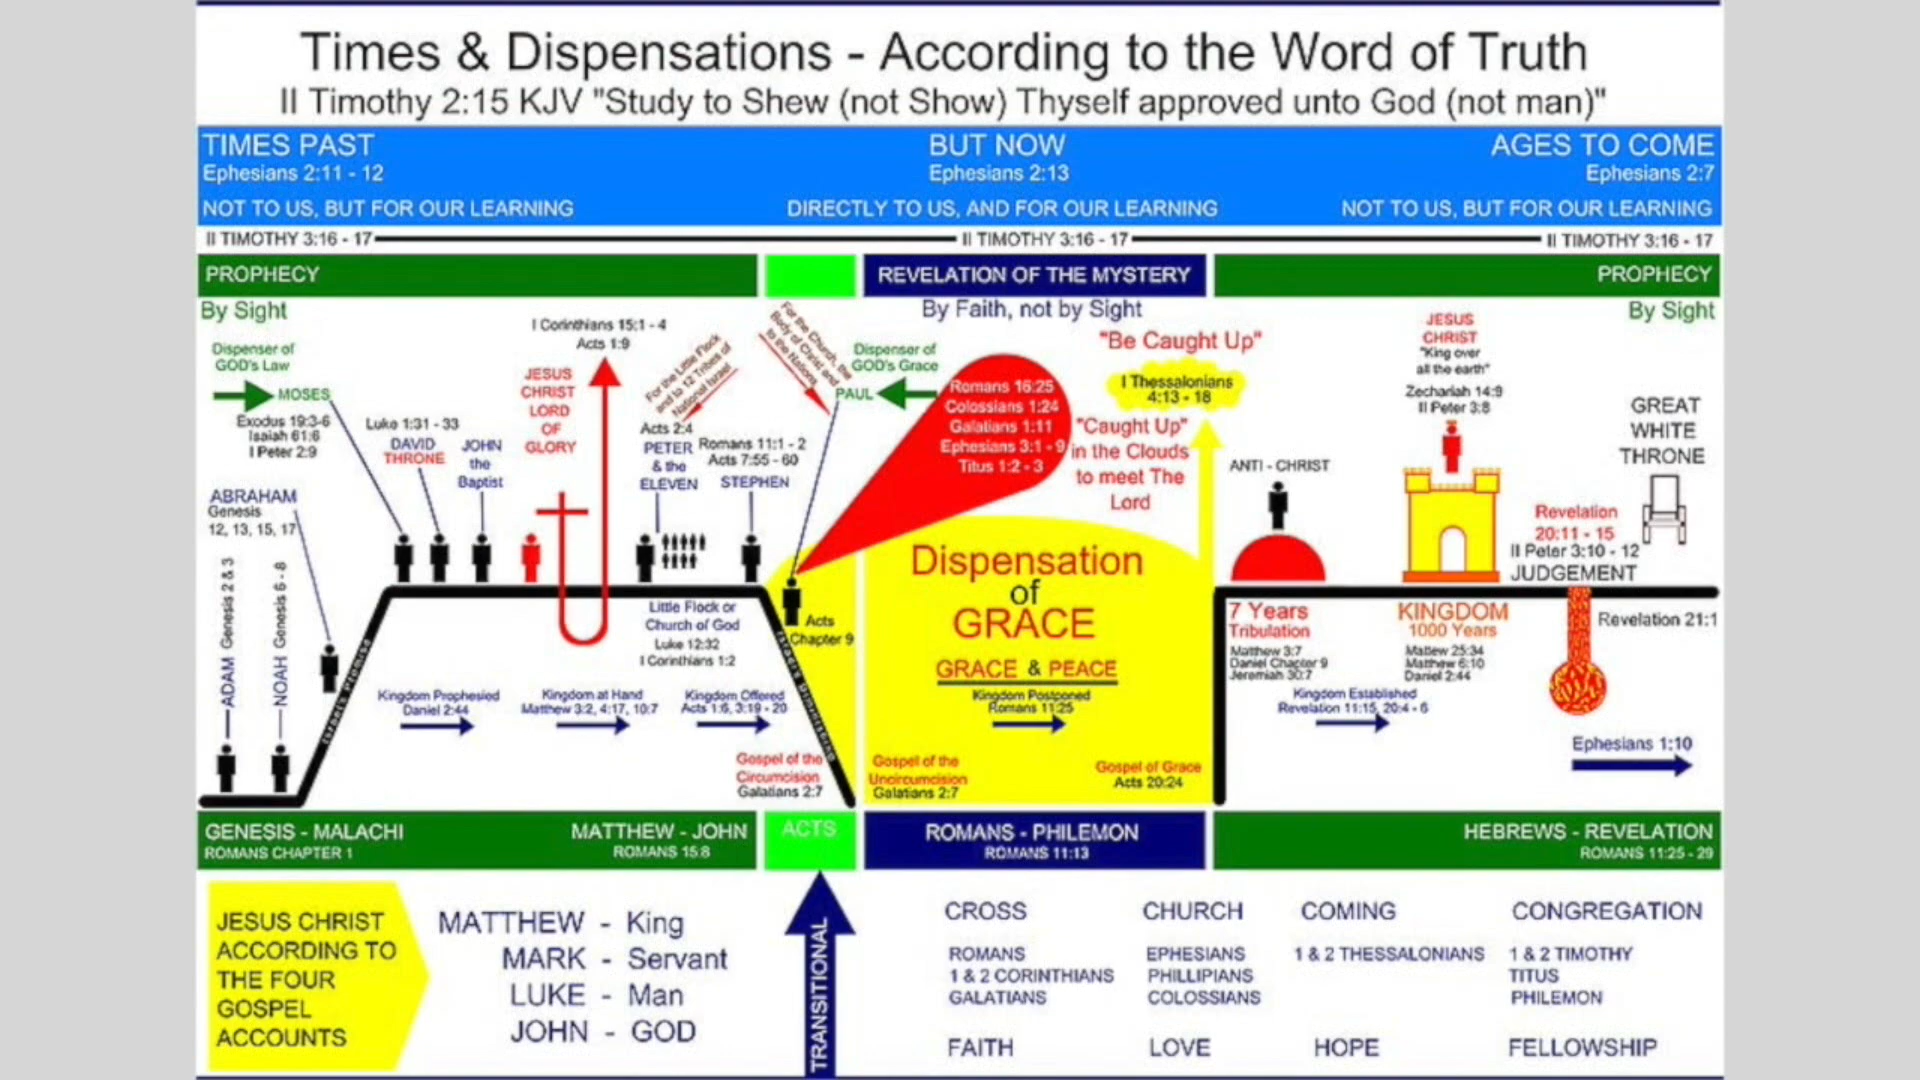 Times & Dispensations - According to the Word of Truth
II Timothy 2:15 KJV "Study to Shew (not Show) Thyself approved unto God (not man)"
TIMES PAST
Ephesians 2:11 - 12
NOT TO US, BUT FOR OUR LEARNING
BUT NOW
Ephesians 2:13
DIRECTLY TO US, AND FOR OUR LEARNING
AGES TO COME
Ephesians 2:7
NOT TO US, BUT FOR OUR LEARNING
II TIMOTHY 3:16 - 17
II TIMOTHY 3:16 - 17
II TIMOTHY 3:16 - 17
PROPHECY
REVELATION OF THE MYSTERY
PROPHECY
By Sight
By Faith, not by Sight
By Sight
Dispenser of
GOD's Law
MOSES
Exodus 19:3-6
Isaiah 61:6
I Peter 2:9
ABRAHAM
Genesis
12, 13, 15, 17
ADAM Genesis 2 & 3
NOAH Genesis 6 - 8
Israel's Promise
Luke 1:31 - 33
DAVID
THRONE
JOHN
the
Baptist
I Corinthians 15:1 - 4
Acts 1:9
JESUS
CHRIST
LORD
OF
GLORY
For the Little Flock
and to 12 Tribes of
National Israel
Acts 2:4
PETER
& the
ELEVEN
Romans 11:1 - 2
Acts 7:55 - 60
STEPHEN
For the Church, the
Body of Christ and
to the Nations
Dispenser of
GOD's Grace
PAUL
Romans 16:25
Colossians 1:24
Galatians 1:11
Ephesians 3:1 - 9
Titus 1:2 - 3
"Be Caught Up"
I Thessalonians
4:13 - 18
"Caught Up"
in the Clouds
to meet The
Lord
Little Flock or
Church of God
Luke 12:32
I Corinthians 1:2
Kingdom Prophesied
Daniel 2:44
Kingdom at Hand
Matthew 3:2, 4:17, 10:7
Kingdom Offered
Acts 1:6, 3:19 - 20
Israel's Diminishing
Acts
Chapter 9
Gospel of the
Circumcision
Galatians 2:7
Dispensation
of
GRACE
GRACE & PEACE
Kingdom Postponed
Romans 11:25
Gospel of the
Uncircumcision
Galatians 2:7
Gospel of Grace
Acts 20:24
ANTI - CHRIST
7 Years
Tribulation
Matthew 3:7
Daniel Chapter 9
Jeremiah 30:7
JESUS
CHRIST
"King over
all the earth"
Zechariah 14:9
II Peter 3:8
KINGDOM
1000 Years
Mattew 25:34
Matthew 6:10
Daniel 2:44
Kingdom Established
Revelation 11:15, 20:4 - 6
GREAT
WHITE
THRONE
Revelation
20:11 - 15
II Peter 3:10 - 12
JUDGEMENT
Revelation 21:1
Ephesians 1:10
GENESIS - MALACHI
ROMANS CHAPTER 1
MATTHEW - JOHN
ROMANS 15:8
ACTS
ROMANS - PHILEMON
ROMANS 11:13
HEBREWS - REVELATION
ROMANS 11:25 - 29
JESUS CHRIST
ACCORDING TO
THE FOUR
GOSPEL
ACCOUNTS
MATTHEW - King
MARK - Servant
LUKE - Man
JOHN - GOD
TRANSITIONAL
CROSS
ROMANS
1 & 2 CORINTHIANS
GALATIANS
FAITH
CHURCH
EPHESIANS
PHILLIPIANS
COLOSSIANS
LOVE
COMING
1 & 2 THESSALONIANS
HOPE
CONGREGATION
1 & 2 TIMOTHY
TITUS
PHILEMON
FELLOWSHIP